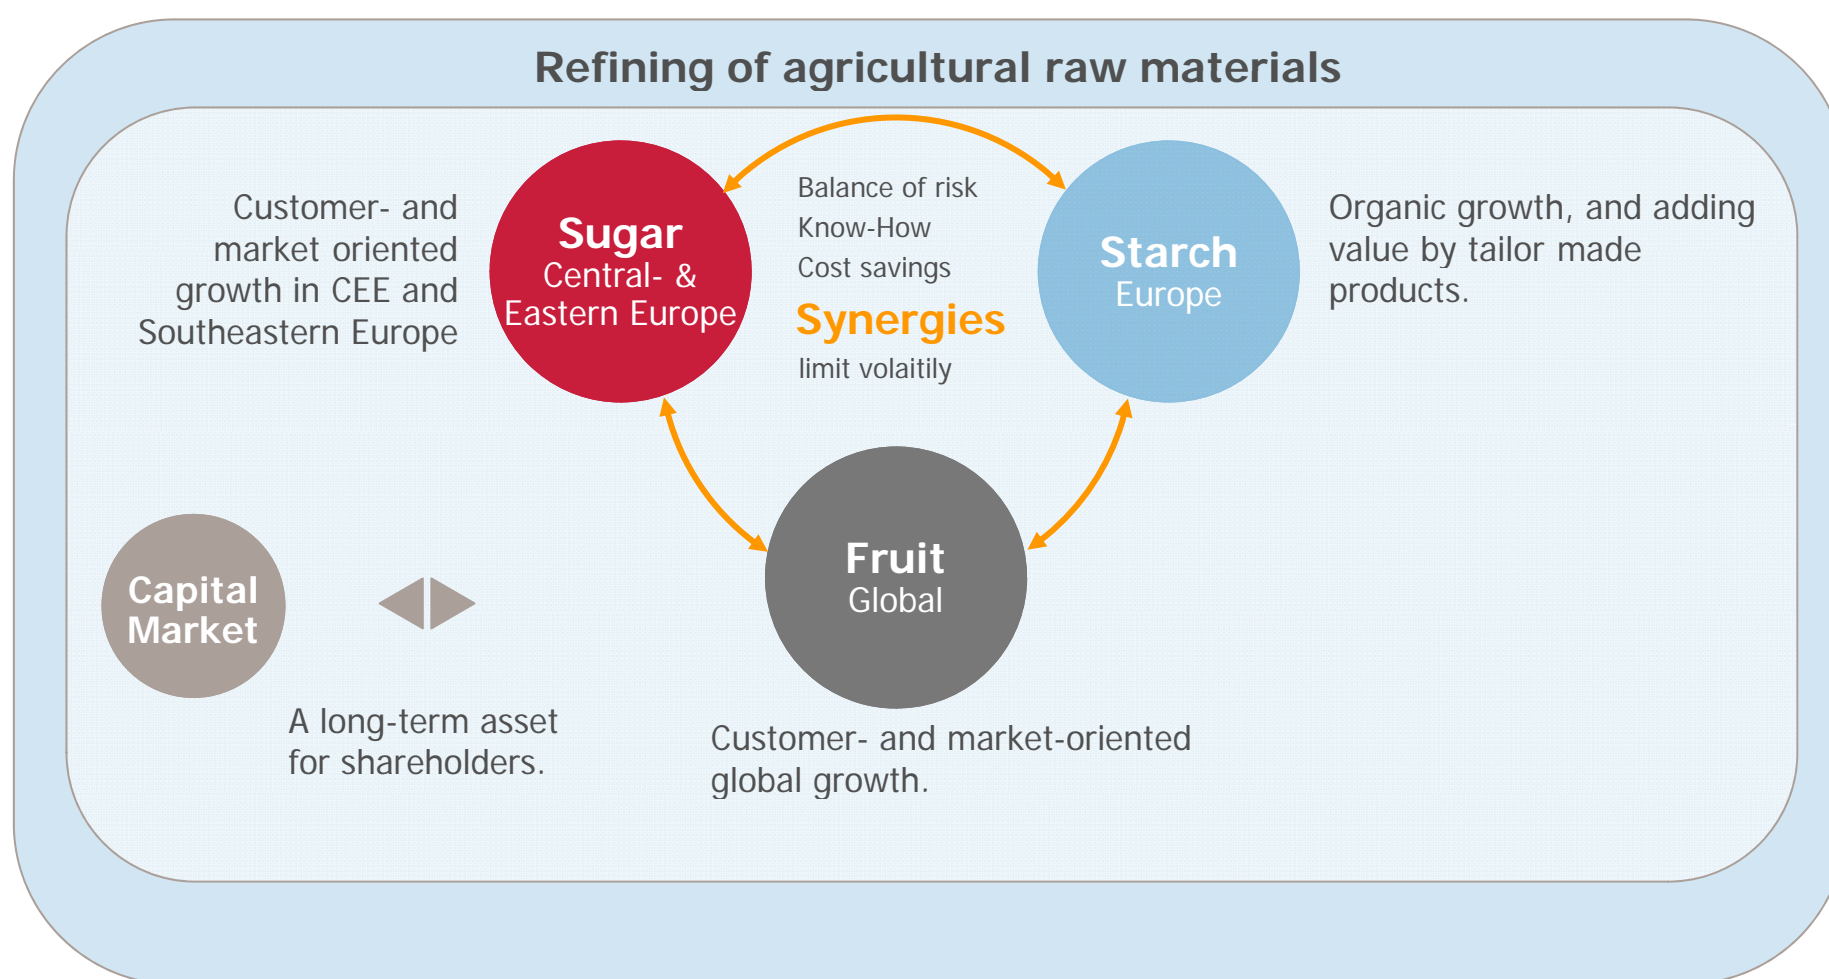 Refining of agricultural raw materials
Customer- and
market oriented
growth in CEE and
Southeastern Europe
Sugar
Central- &
Eastern Europe
Balance of risk
Know-How
Cost savings
Synergies
limit volaitily
Starch
Europe
Organic growth, and adding
value by tailor made
products.
Capital
Market
A long-term asset
for shareholders.
Fruit
Global
Customer- and market-oriented
global growth.